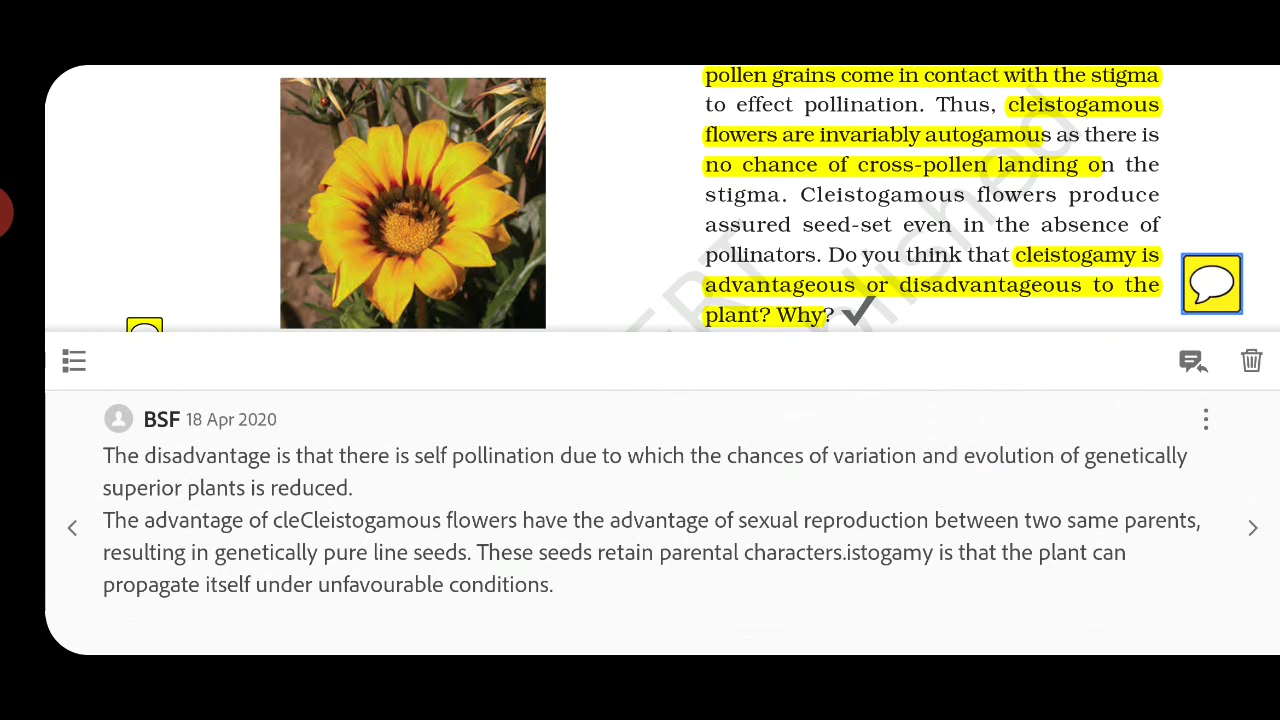 pollen grains come in contact with the stigma
to effect pollination. Thus, cleistogamous
flowers are invariably autogamous as there is
no chance of cross-pollen landing on the
stigma. Cleistogamous flowers produce
assured seed-set even in the absence of
pollinators. Do you think that cleistogamy is
advantageous or disadvantageous to the
plant? Why?
BSF 18 Apr 2020
The disadvantage is that there is self pollination due to which the chances of variation and evolution of genetically
superior plants is reduced.
The advantage of cleCleistogamous flowers have the advantage of sexual reproduction between two same parents,
resulting in genetically pure line seeds. These seeds retain parental characters.istogamy is that the plant can
propagate itself under unfavourable conditions.